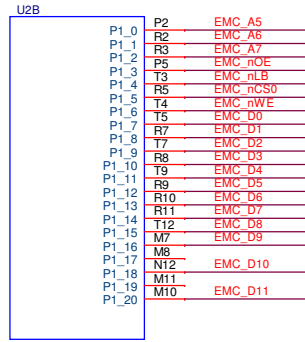 U2B
P1_0 P2 EMC_A5
P1_1 R2 EMC_A6
P1_2 R3 EMC_A7
P1_3 P5 EMC_nOE
P1_4 T3 EMC_nLB
P1_5 R5 EMC_nCS0
P1_6 T4 EMC_nWE
P1_7 T5 EMC_D0
P1_8 R7 EMC_D1
P1_9 T7 EMC_D2
P1_10 R8 EMC_D3
P1_11 T9 EMC_D4
P1_12 R9 EMC_D5
P1_13 R10 EMC_D6
P1_14 R11 EMC_D7
P1_15 T12 EMC_D8
P1_16 M7 EMC_D9
P1_17 M8
P1_18 N12 EMC_D10
P1_19 M11
P1_20 M10 EMC_D11